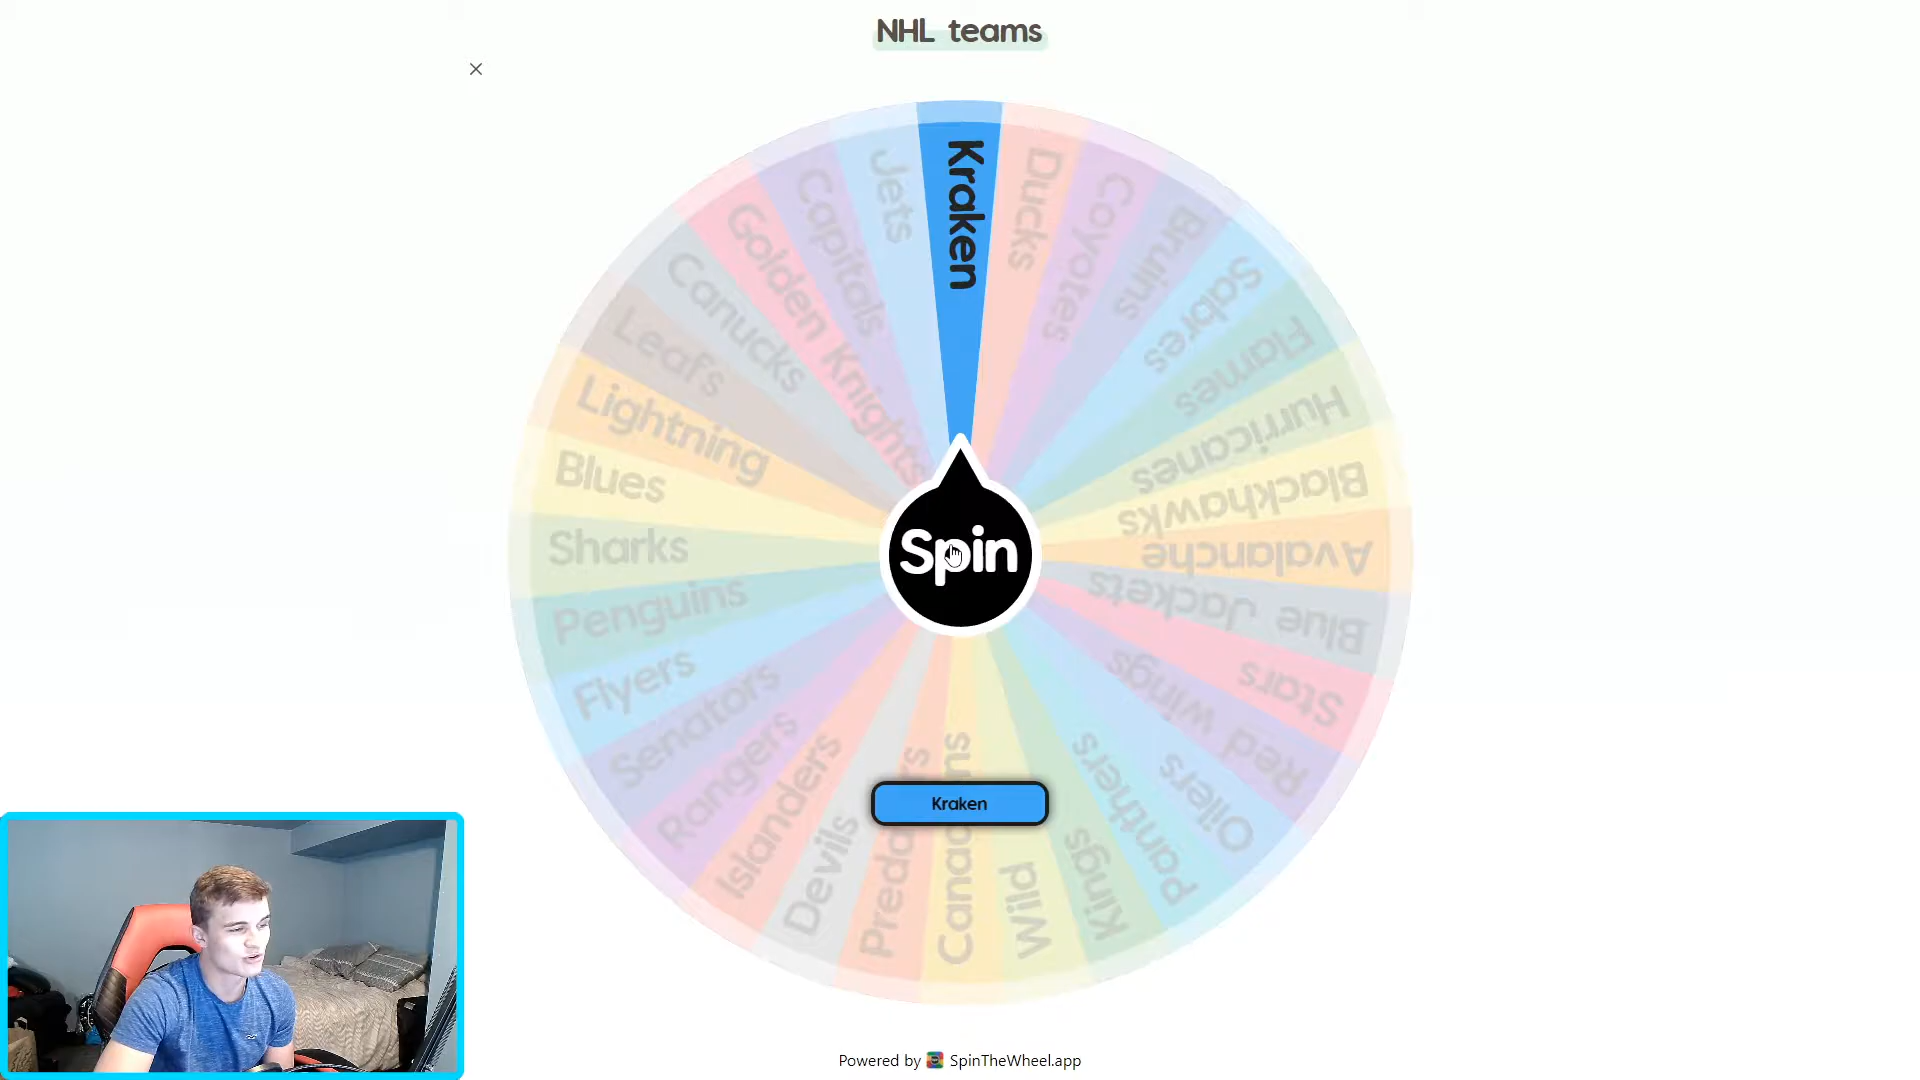 NHL teams
Kraken
Ducks
Coyotes
Bruins
Sabres
Flames
Hurricanes
Blackhawks
Avalanche
Blue Jackets
Stars
Red wings
Oilers
Panthers
Kings
Wild
Devils
Islanders
Rangers
Senators
Flyers
Penguins
Sharks
Blues
Lightning
Leafs
Canucks
Golden Knights
Capitals
Jets
Spin
Kraken
Powered by SpinTheWheel.app